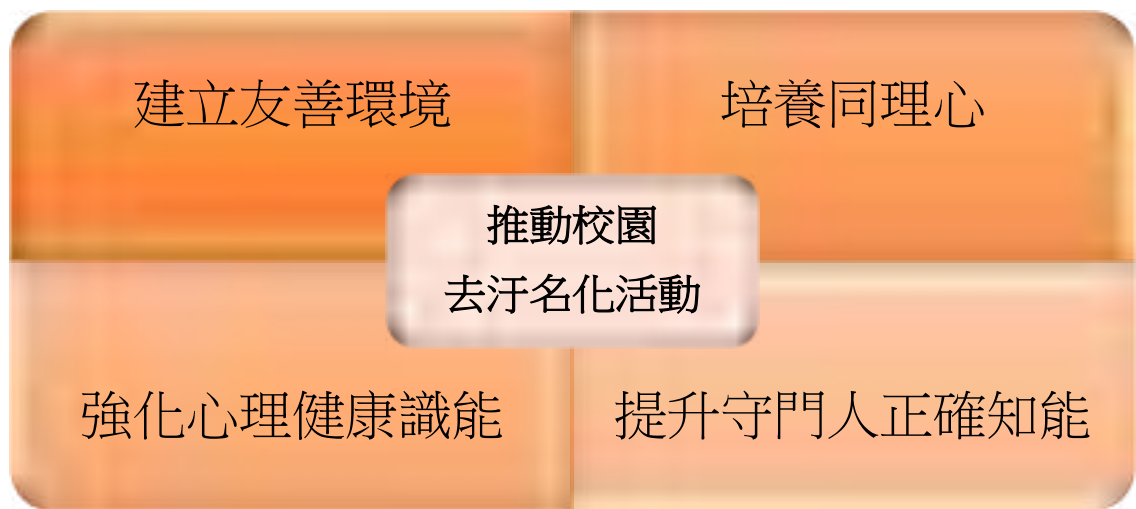 建立友善環境
培養同理心
推動校園
去汙名化活動
強化心理健康識能
提升守門人正確知能